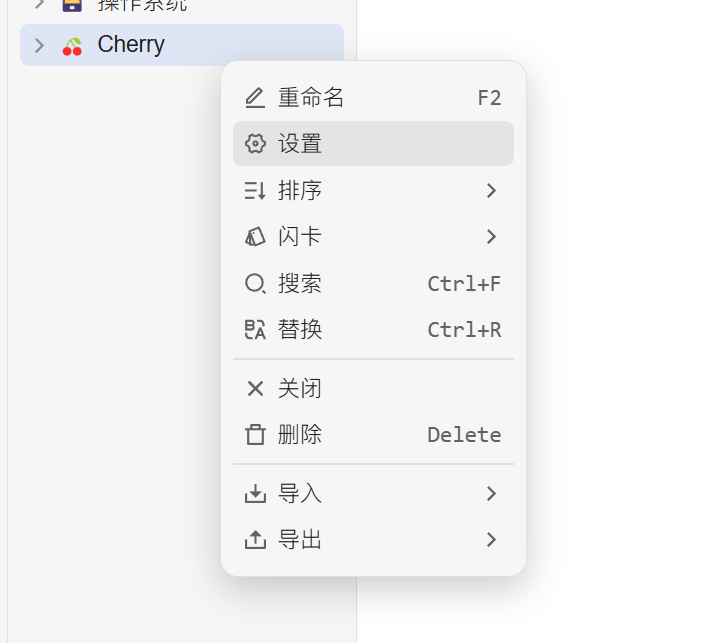 操作系统
Cherry
重命名 F2
设置
排序
闪卡
搜索 Ctrl+F
替换 Ctrl+R
关闭
删除 Delete
导入
导出